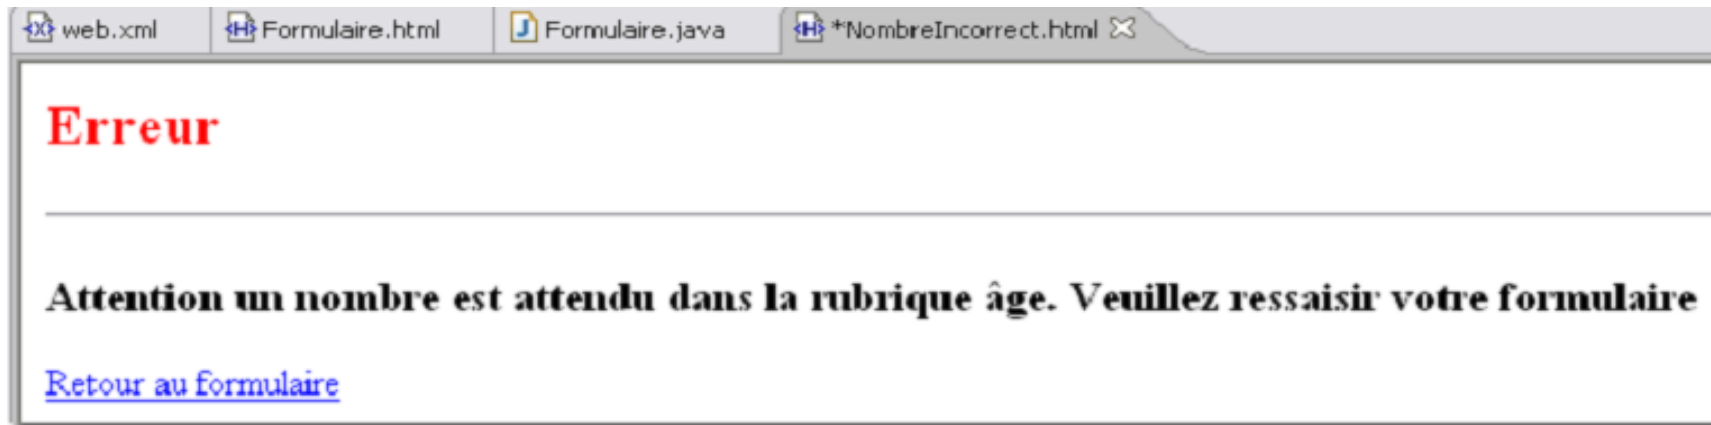 web.xml Formulaire.html Formulaire.java *NombreIncorrect.html
Erreur
Attention un nombre est attendu dans la rubrique âge. Veuillez ressaisir votre formulaire
Retour au formulaire